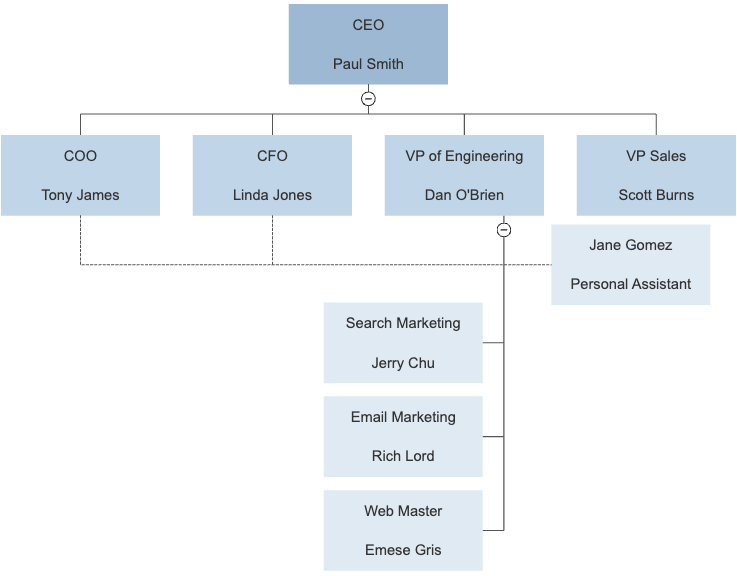 CEO
Paul Smith
COO
Tony James
CFO
Linda Jones
VP of Engineering
Dan O'Brien
VP Sales
Scott Burns
Jane Gomez
Personal Assistant
Search Marketing
Jerry Chu
Email Marketing
Rich Lord
Web Master
Emese Gris